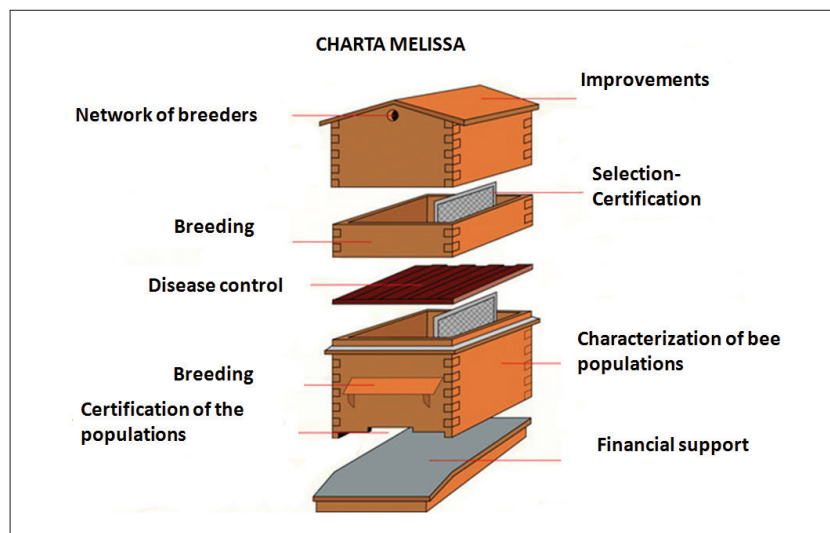 CHARTA MELISSA
Improvements
Network of breeders
Selection-
Certification
Breeding
Disease control
Characterization of bee
populations
Breeding
Certification of the
populations
Financial support